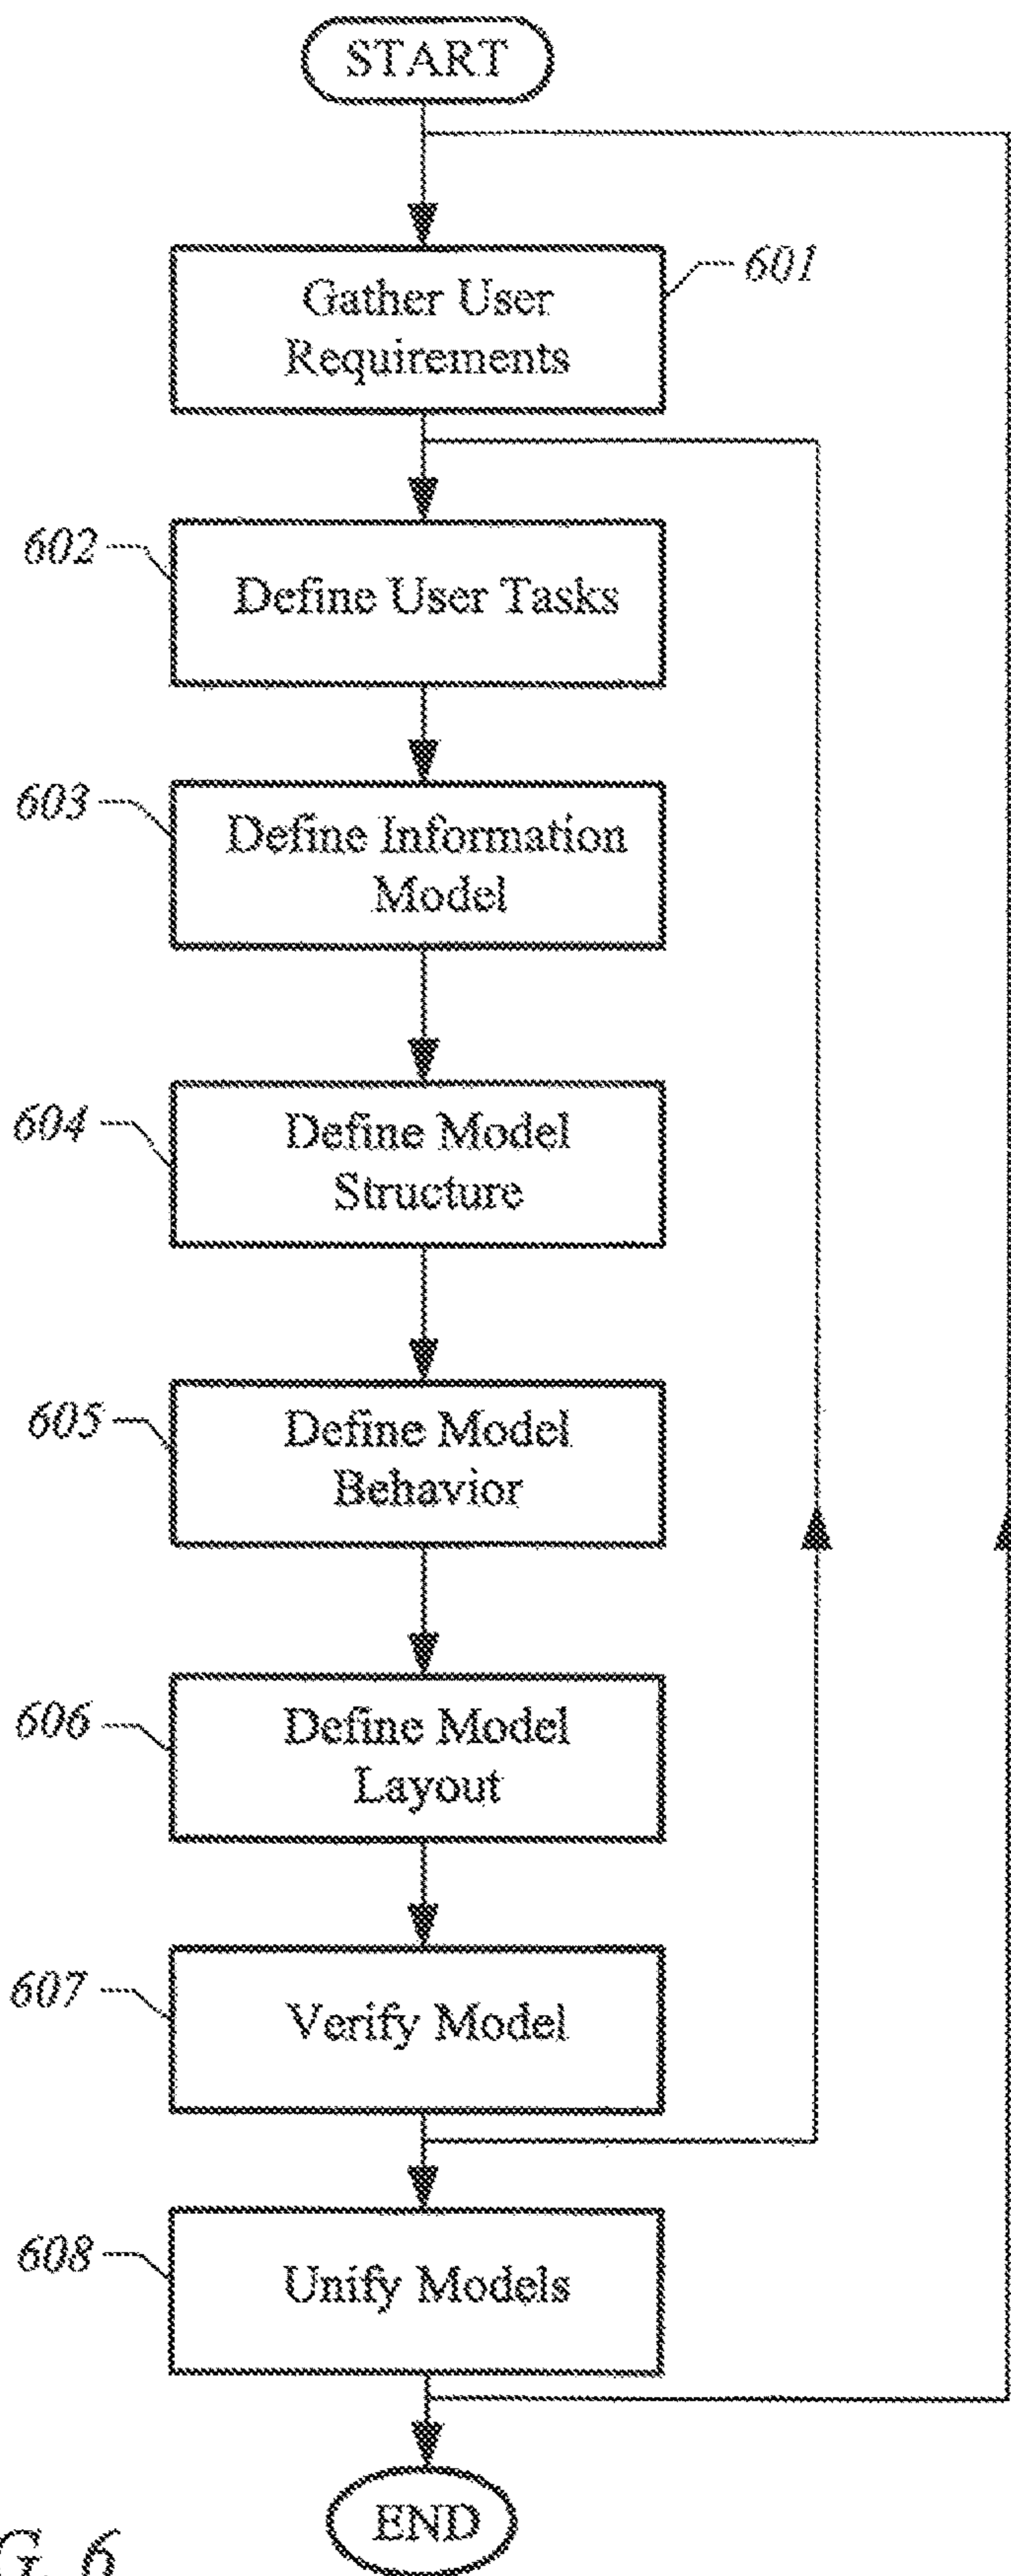 START
601
Gather User
Requirements
602
Define User Tasks
603
Define Information
Model
604
Define Model
Structure
605
Define Model
Behavior
606
Define Model
Layout
607
Verify Model
608
Unify Models
END
G. 6